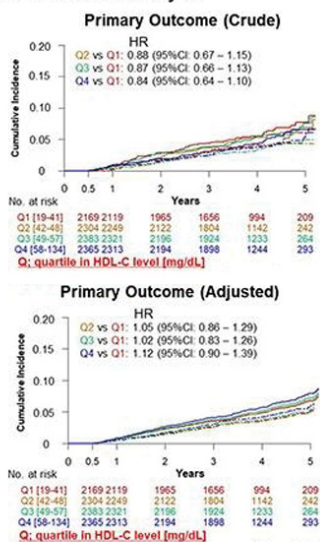 Primary Outcome (Crude)
HR
Q2 vs Q1: 0.88 (95%CI: 0.67 – 1.15)
Q3 vs Q1: 0.87 (95%CI: 0.66 – 1.13)
Q4 vs Q1: 0.84 (95%CI: 0.64 – 1.10)
Cumulative Incidence
0.20
0.15
0.10
0.05
0
0 0.5 1 2 3 4 5
No. at risk Years
Q1 [19-41] 2169 2119 1965 1656 994 209
Q2 [42-48] 2304 2249 2122 1804 1142 242
Q3 [49-57] 2383 2321 2196 1924 1233 264
Q4 [58-134] 2365 2313 2194 1898 1244 293
Q; quartile in HDL-C level [mg/dL]
Primary Outcome (Adjusted)
HR
Q2 vs Q1: 1.05 (95%CI: 0.86 – 1.29)
Q3 vs Q1: 1.02 (95%CI: 0.83 – 1.26)
Q4 vs Q1: 1.12 (95%CI: 0.90 – 1.39)
Cumulative Incidence
0.20
0.15
0.10
0.05
0
0 0.5 1 2 3 4 5
No. at risk Years
Q1 [19-41] 2169 2119 1965 1656 994 209
Q2 [42-48] 2304 2249 2122 1804 1142 242
Q3 [49-57] 2383 2321 2196 1924 1233 264
Q4 [58-134] 2365 2313 2194 1898 1244 293
Q; quartile in HDL-C level [mg/dL]